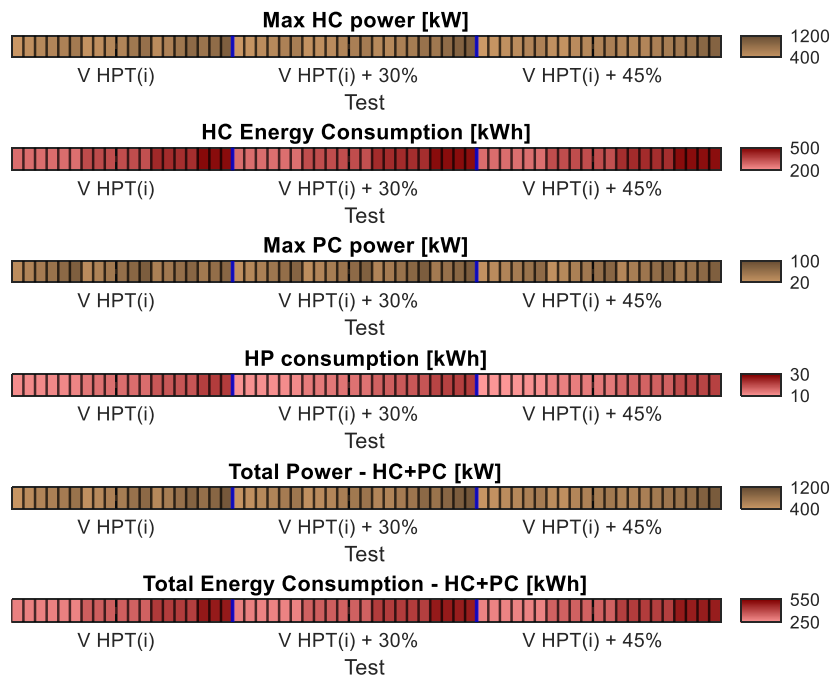 Max HC power [kW]
1200
400
V HPT(i) V HPT(i) + 30% V HPT(i) + 45%
Test
HC Energy Consumption [kWh]
500
200
V HPT(i) V HPT(i) + 30% V HPT(i) + 45%
Test
Max PC power [kW]
100
20
V HPT(i) V HPT(i) + 30% V HPT(i) + 45%
Test
HP consumption [kWh]
30
10
V HPT(i) V HPT(i) + 30% V HPT(i) + 45%
Test
Total Power - HC+PC [kW]
1200
400
V HPT(i) V HPT(i) + 30% V HPT(i) + 45%
Test
Total Energy Consumption - HC+PC [kWh]
550
250
V HPT(i) V HPT(i) + 30% V HPT(i) + 45%
Test